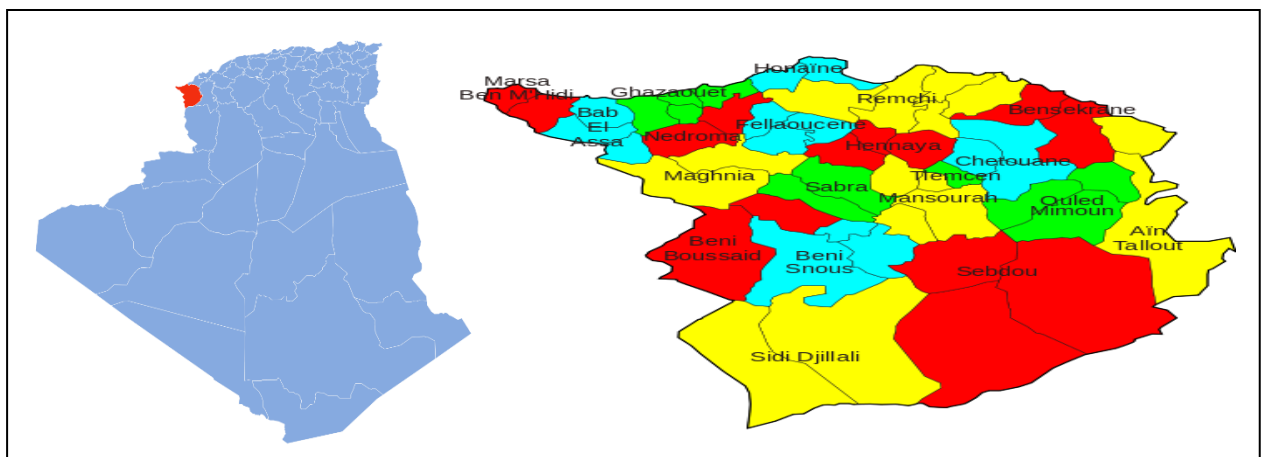 Honaïne
Marsa
Ben M'Hidi
Ghazaouet
Remchi
Bensekrane
Bab
El
Assa
Nedroma
Fellaoucene
Hennaya
Chetouane
Maghnia
Sabra
Tlemcen
Mansourah
Ouled
Mimoun
Aïn
Tallout
Beni
Boussaid
Beni
Snous
Sebdou
Sidi Djillali